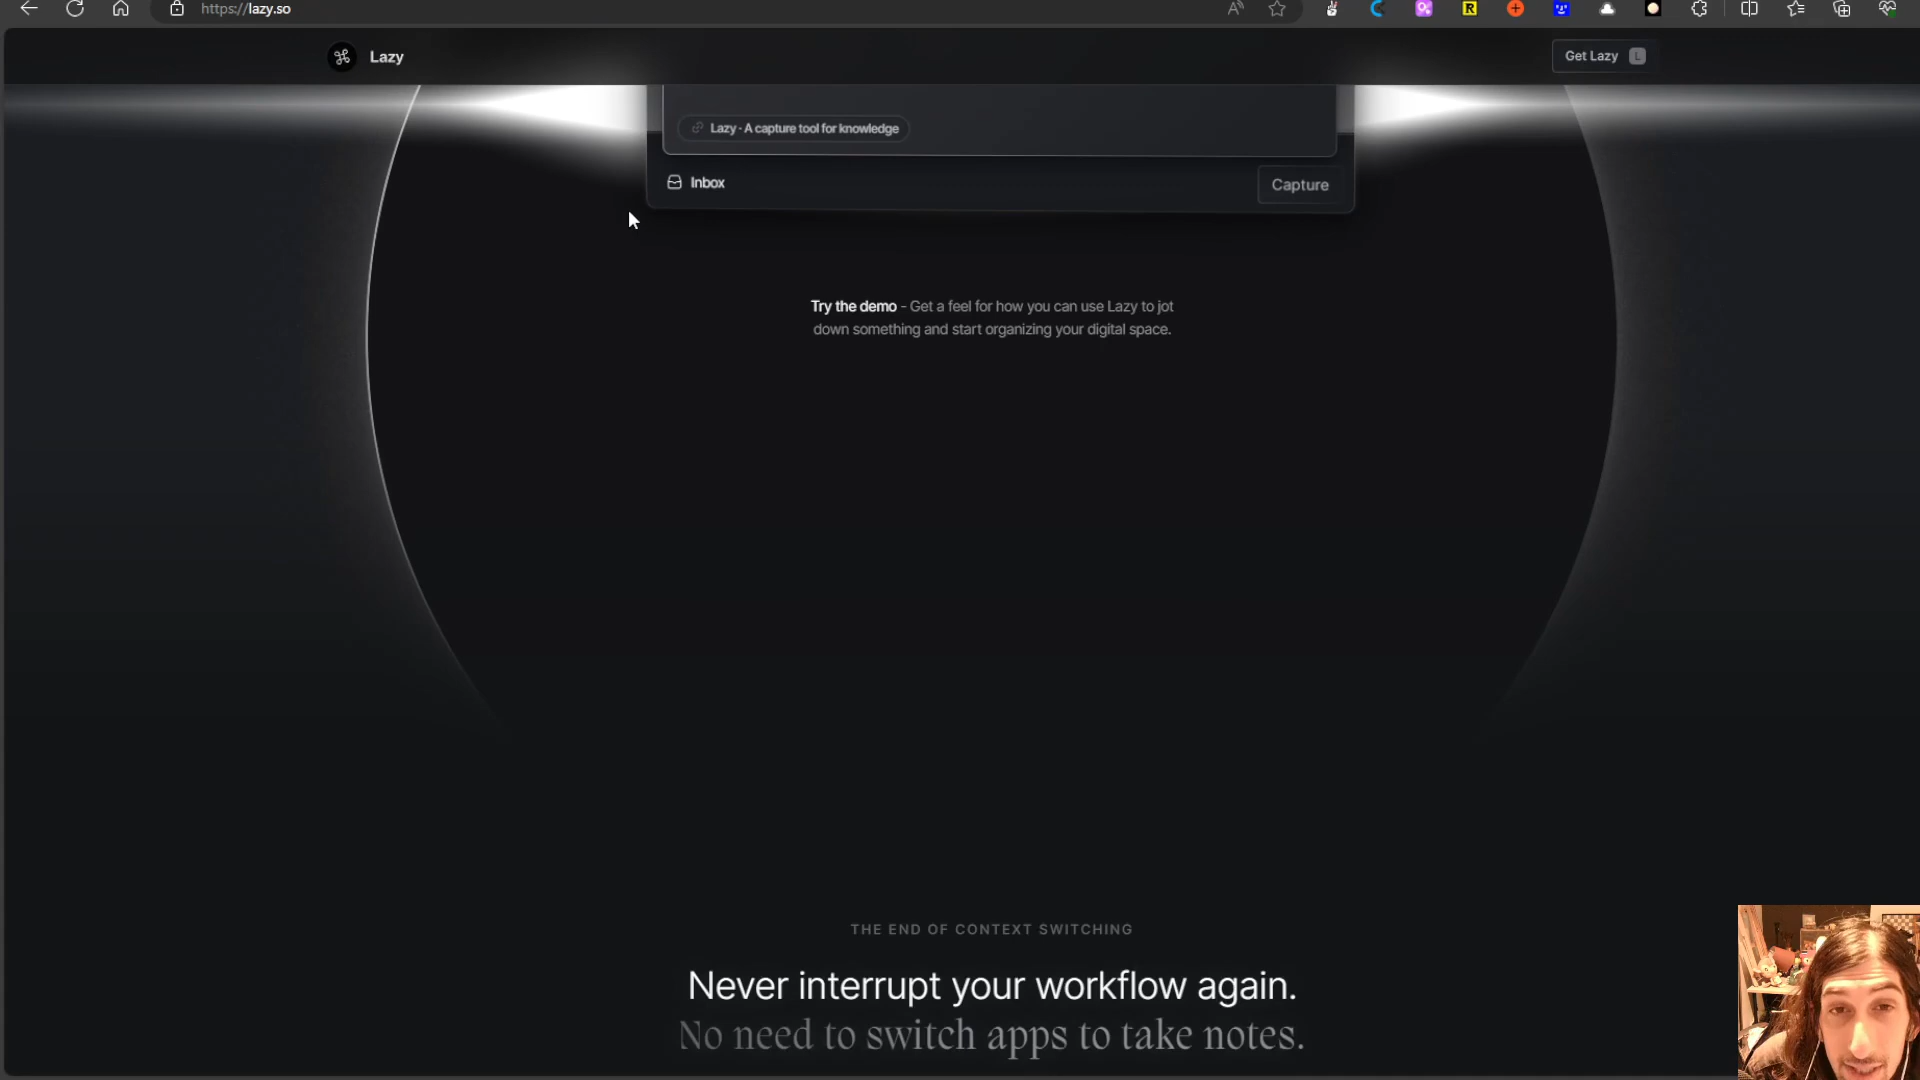 https://lazy.so
Lazy
Get Lazy L
Lazy · A capture tool for knowledge
Inbox
Capture
Try the demo - Get a feel for how you can use Lazy to jot
down something and start organizing your digital space.
THE END OF CONTEXT SWITCHING
Never interrupt your workflow again.
No need to switch apps to take notes.